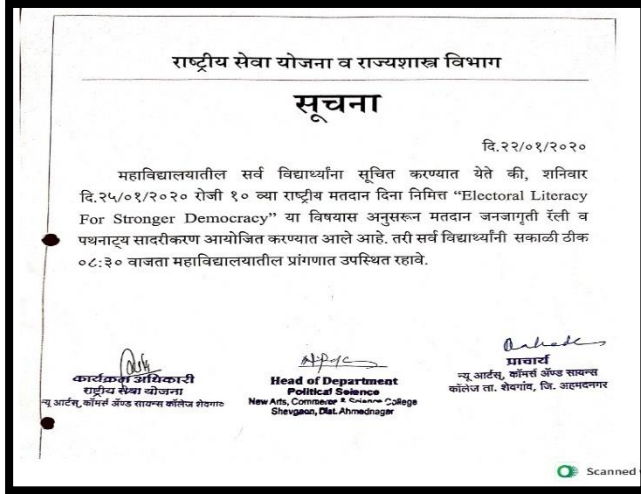 राष्ट्रीय सेवा योजना व राज्यशास्त्र विभाग
सूचना
दि.२२/०१/२०२०
महाविद्यालयातील सर्व विद्यार्थ्यांना सूचित करण्यात येते की, शनिवार
दि.२५/०१/२०२० रोजी १० व्या राष्ट्रीय मतदान दिना निमित्त “Electoral Literacy
For Stronger Democracy” या विषयास अनुसरून मतदान जनजागृती रॅली व
पथनाट्य सादरीकरण आयोजित करण्यात आले आहे. तरी सर्व विद्यार्थ्यांनी सकाळी ठीक
०८:३० वाजता महाविद्यालयातील प्रांगणात उपस्थित रहावे.
कार्यक्रम अधिकारी
राष्ट्रीय सेवा योजना
न्यू आर्टस्, कॉमर्स ॲण्ड सायन्स कॉलेज शेवगाव
Head of Department
Political Science
New Arts, Commerce & Science College
Shevgaon, Dist. Ahmednagar
प्राचार्य
न्यू आर्टस्, कॉमर्स ॲण्ड सायन्स
कॉलेज ता. शेवगांव, जि. अहमदनगर
Scanned